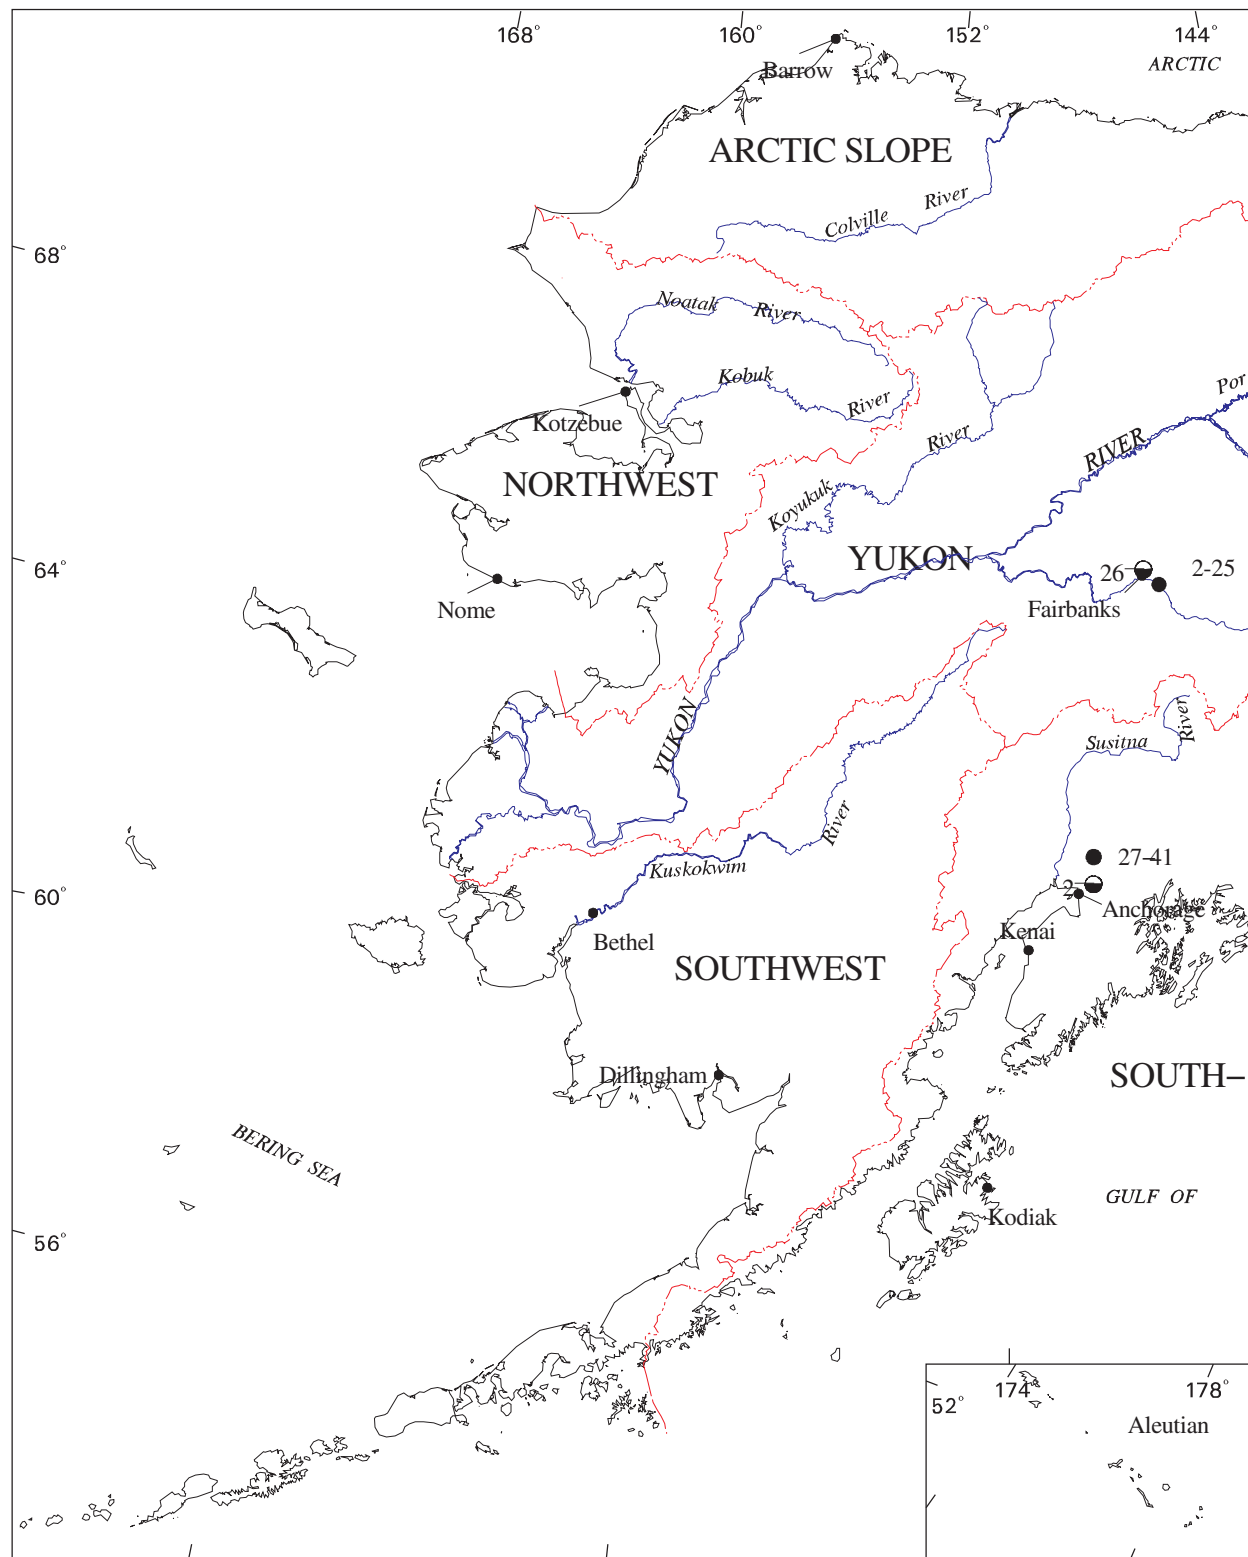 168° 160° 152° 144°
Barrow
ARCTIC
ARCTIC SLOPE
Colville River
68°
Noatak River
Kobuk River
Por
Kotzebue
River
RIVER
NORTHWEST
Koyukuk
YUKON
64°
26
2-25
Fairbanks
Nome
YUKON
River
Susitna
River
27-41
Kuskokwim
60°
2
Anchorage
Bethel
Kenai
SOUTHWEST
Dillingham
SOUTH–
BERING SEA
GULF OF
Kodiak
56°
174° 178°
52°
Aleutian